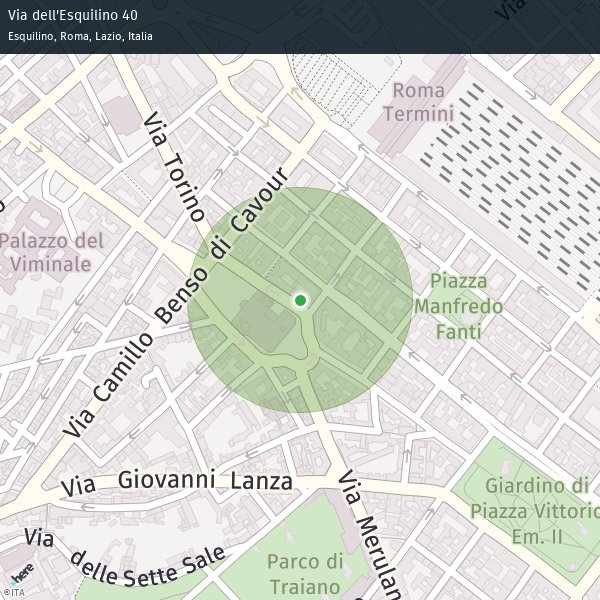 Via dell'Esquilino 40
Esquilino, Roma, Lazio, Italia
Via
Roma
Termini
Via Torino
Via Camillo Benso di Cavour
Palazzo del
Viminale
Piazza
Manfredo
Fanti
Via Giovanni Lanza
Via Merulan
Giardino di
Piazza Vittorio
Em. II
Via delle Sette Sale
Parco di
Traiano
here
©ITA